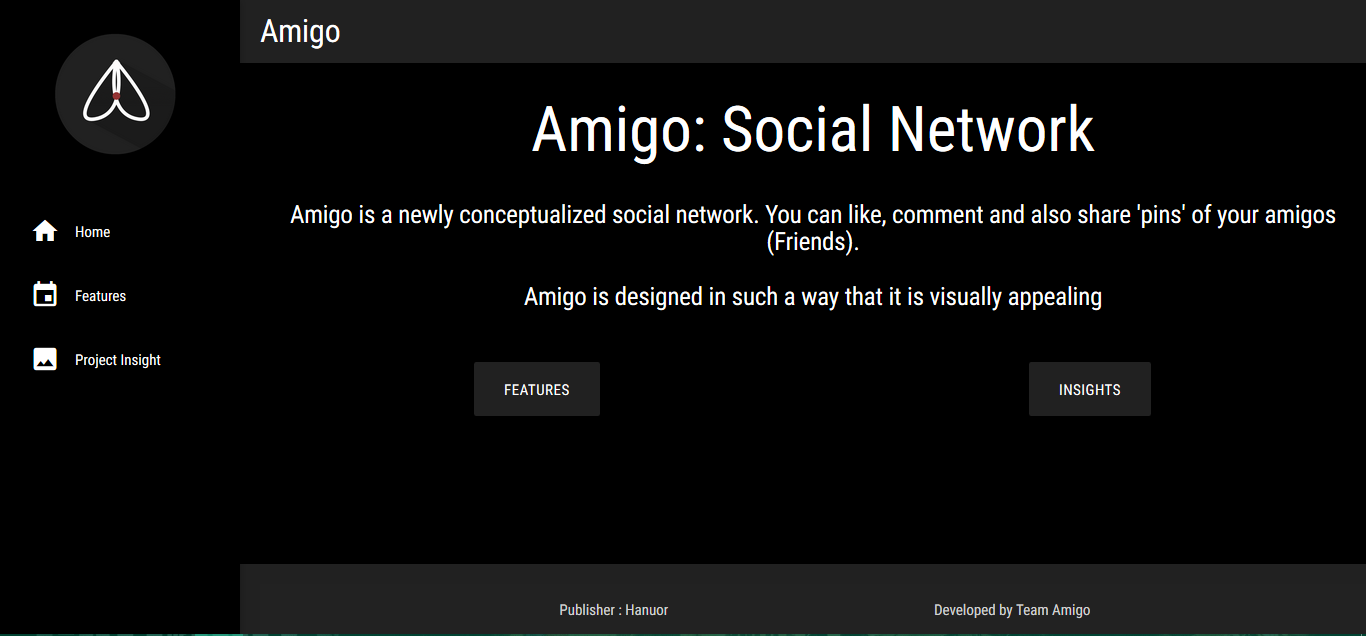 Amigo
Home
Features
Project Insight
Amigo: Social Network
Amigo is a newly conceptualized social network. You can like, comment and also share 'pins' of your amigos
(Friends).
Amigo is designed in such a way that it is visually appealing
FEATURES
INSIGHTS
Publisher : Hanuor
Developed by Team Amigo